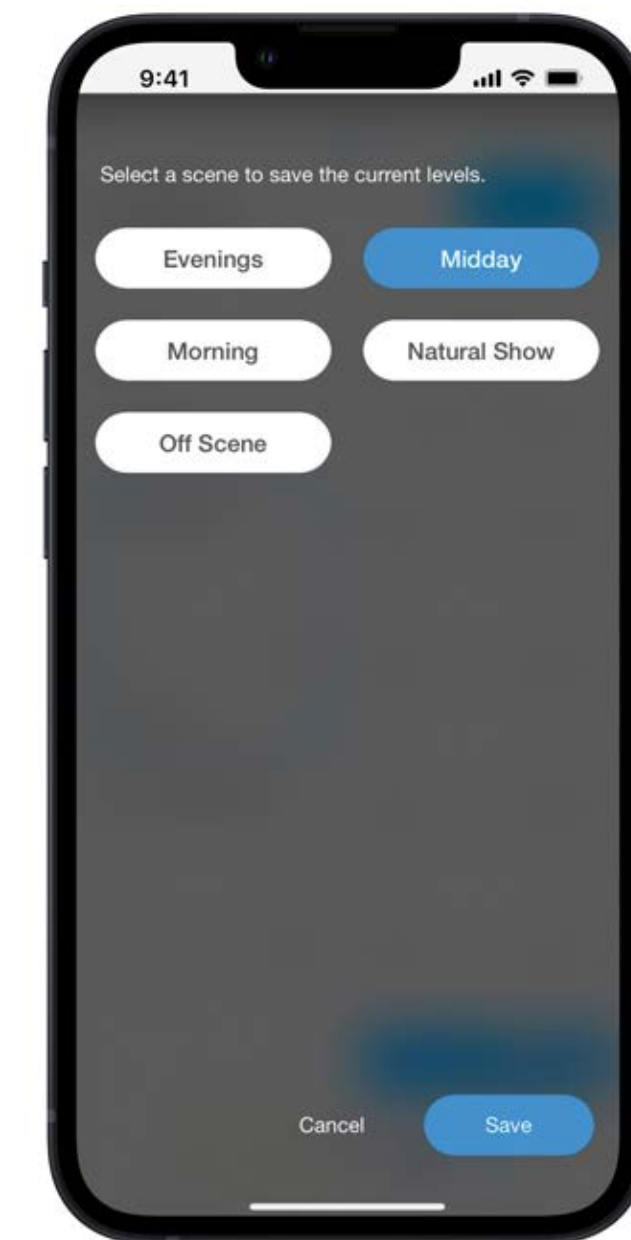 9:41
Select a scene to save the current levels.
Evenings Midday
Morning Natural Show
Off Scene
Cancel Save